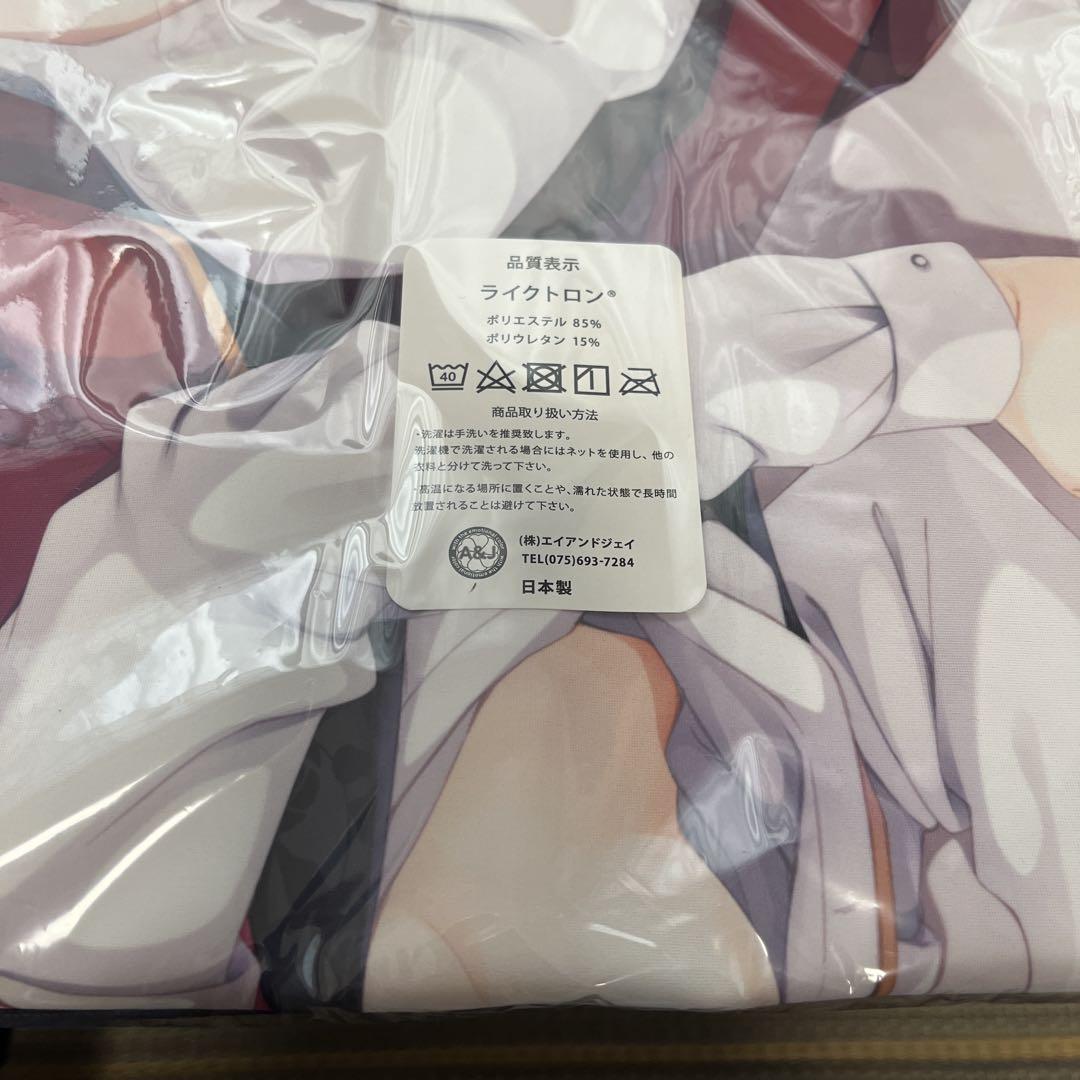 品質表示
ライクトロン®
ポリエステル 85%
ポリウレタン 15%
40
商品取り扱い方法
・洗濯は手洗いを推奨致します。
洗濯機で洗濯される場合にはネットを使用し、他の
衣料と分けて洗って下さい。
・高温になる場所に置くことや、濡れた状態で長時間
放置されることは避けて下さい。
A&J
(株)エイアンドジェイ
TEL(075)693-7284
日本製